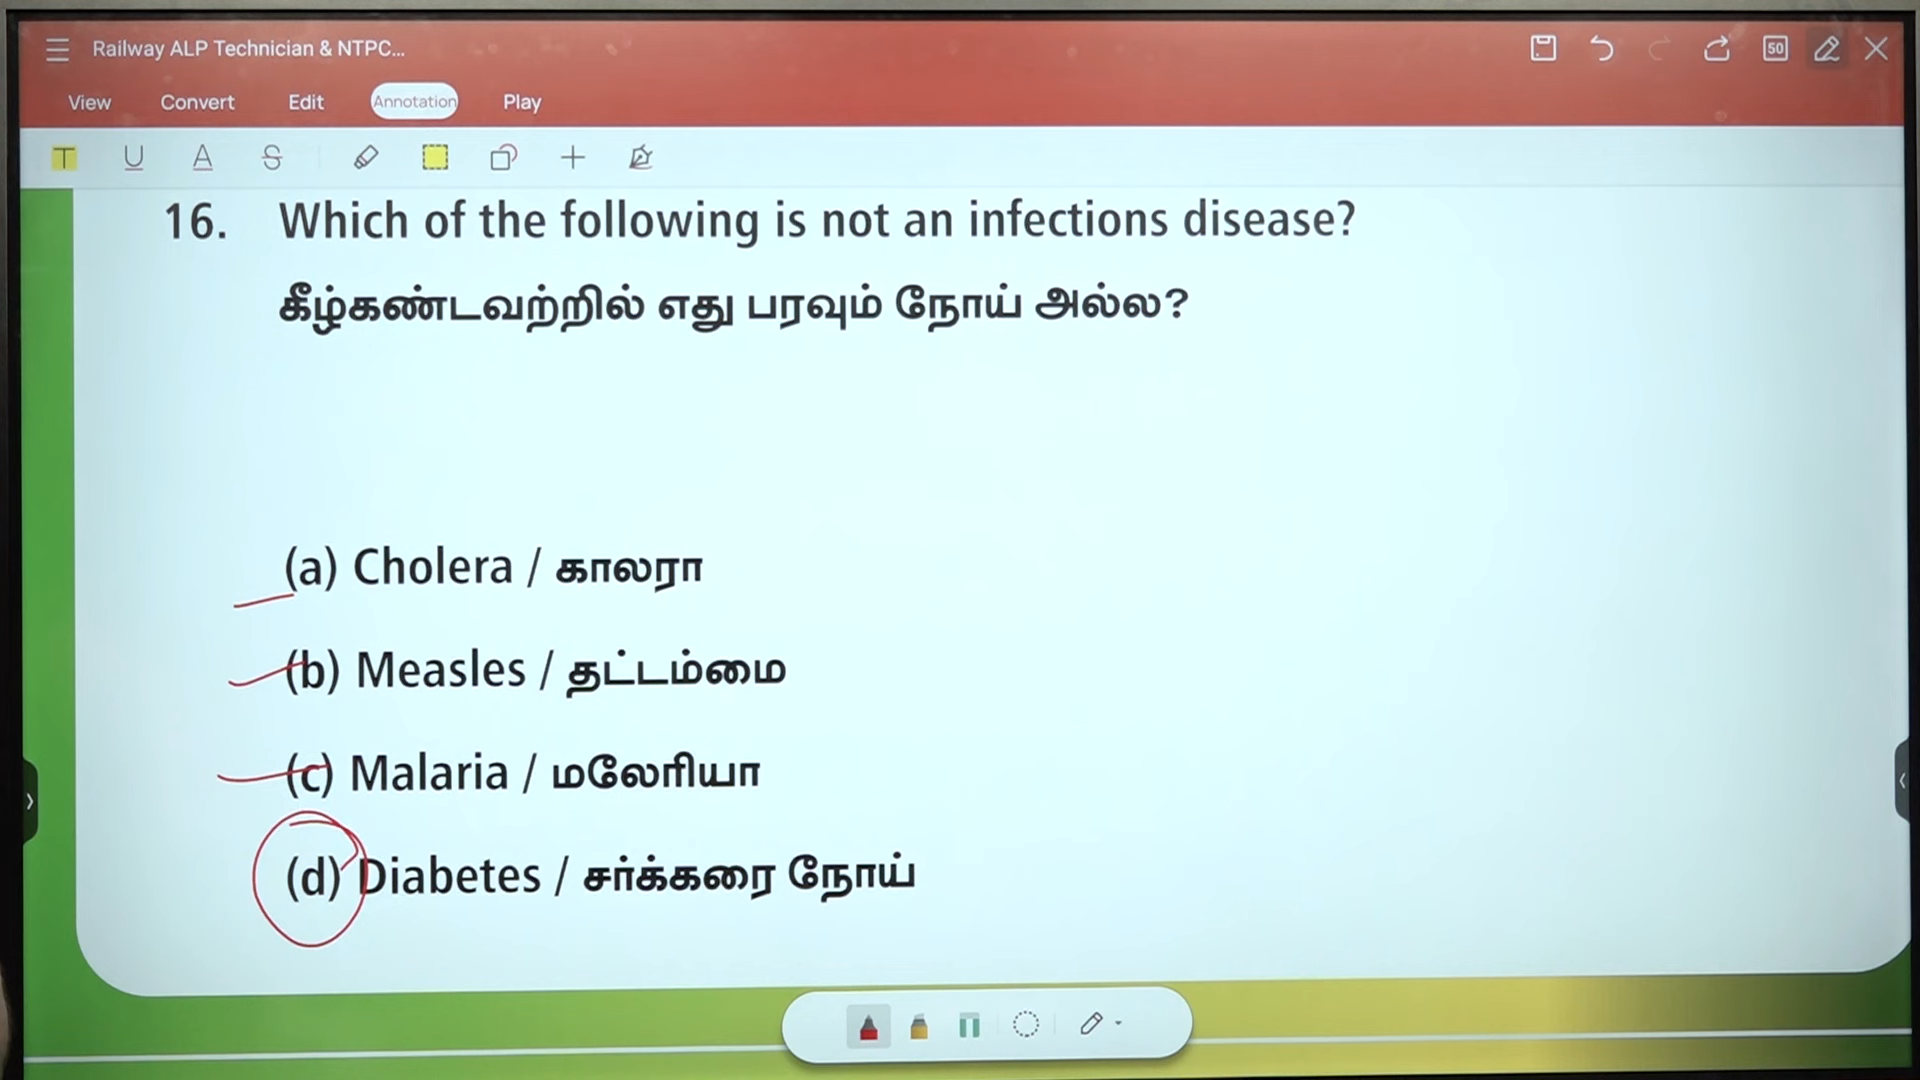 Railway ALP Technician & NTPC...
50
View Convert Edit Annotation Play
T U A S
16. Which of the following is not an infections disease?
கீழ்கண்டவற்றில் எது பரவும் நோய் அல்ல?
(a) Cholera / காலரா
(b) Measles / தட்டம்மை
(c) Malaria / மலேரியா
(d) Diabetes / சர்க்கரை நோய்